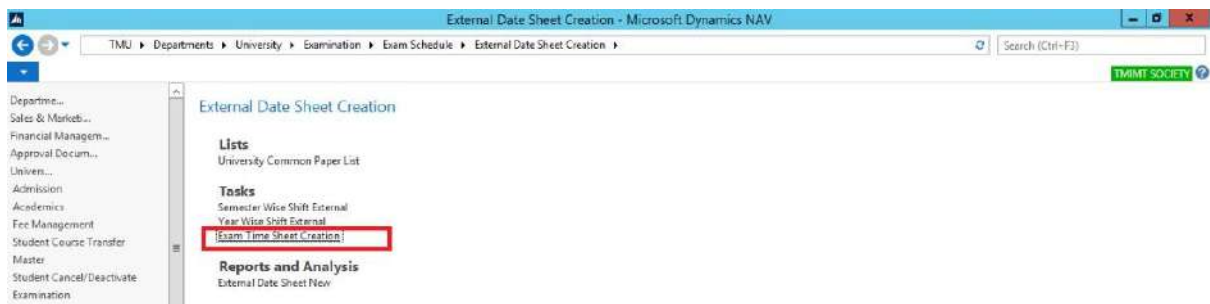 External Date Sheet Creation - Microsoft Dynamics NAV
TMU ▸ Departments ▸ University ▸ Examination ▸ Exam Schedule ▸ External Date Sheet Creation ▸
Search (Ctrl+F3)
TMIMT SOCIETY
Departme...
Sales & Marketi...
Financial Managem...
Approval Docum...
Univers...
Admission
Academics
Fee Management
Student Course Transfer
Master
Student Cancel/Deactivate
Examination
External Date Sheet Creation
Lists
University Common Paper List
Tasks
Semester Wise Shift External
Year Wise Shift External
Exam Time Sheet Creation
Reports and Analysis
External Date Sheet New